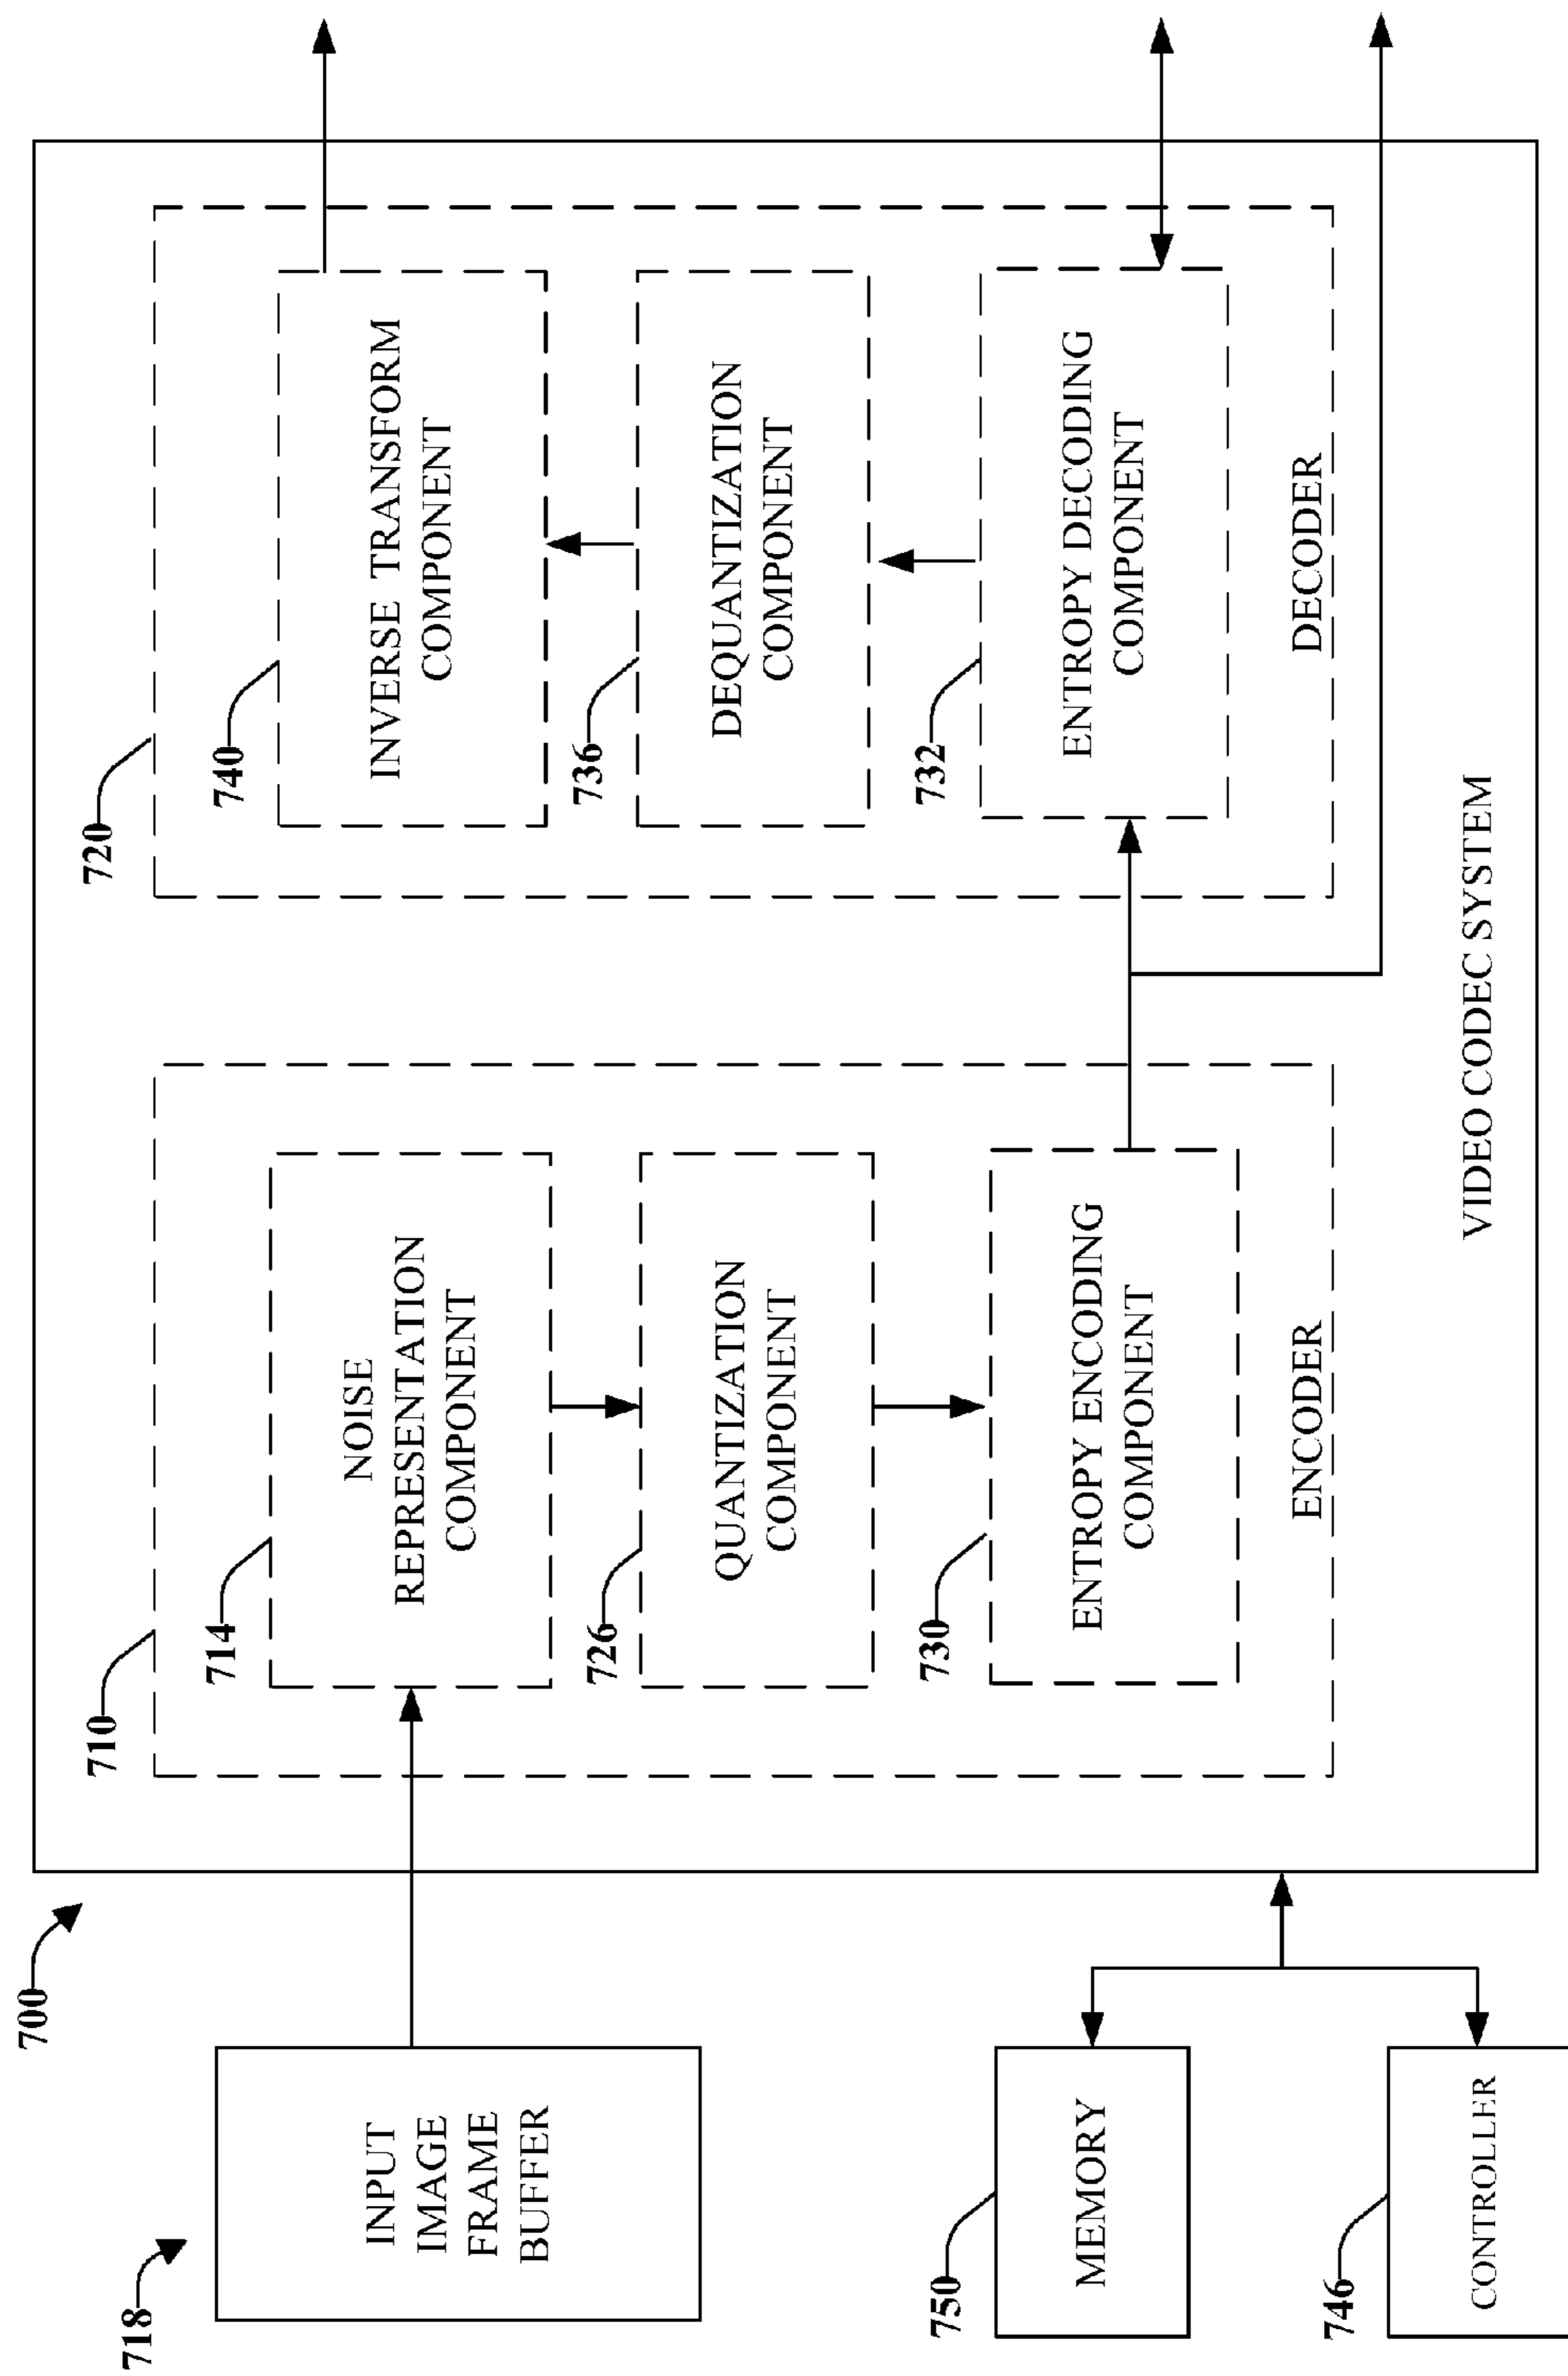 700
718
INPUT
IMAGE
FRAME
BUFFER
750
MEMORY
746
CONTROLLER
710
714
NOISE
REPRESENTATION
COMPONENT
726
QUANTIZATION
COMPONENT
730
ENTROPY ENCODING
COMPONENT
ENCODER
720
740
INVERSE TRANSFORM
COMPONENT
736
DEQUANTIZATION
COMPONENT
732
ENTROPY DECODING
COMPONENT
DECODER
VIDEO CODEC SYSTEM